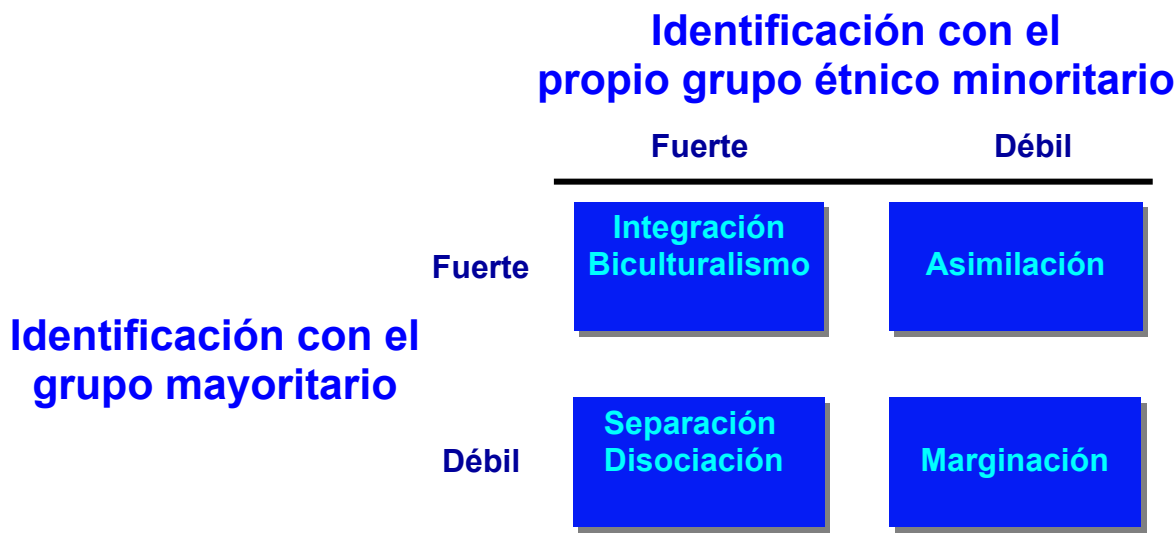 Identificación con el
propio grupo étnico minoritario
Fuerte
Débil
Integración
Biculturalismo
Asimilación
Fuerte
Identificación con el
grupo mayoritario
Separación
Disociación
Marginación
Débil